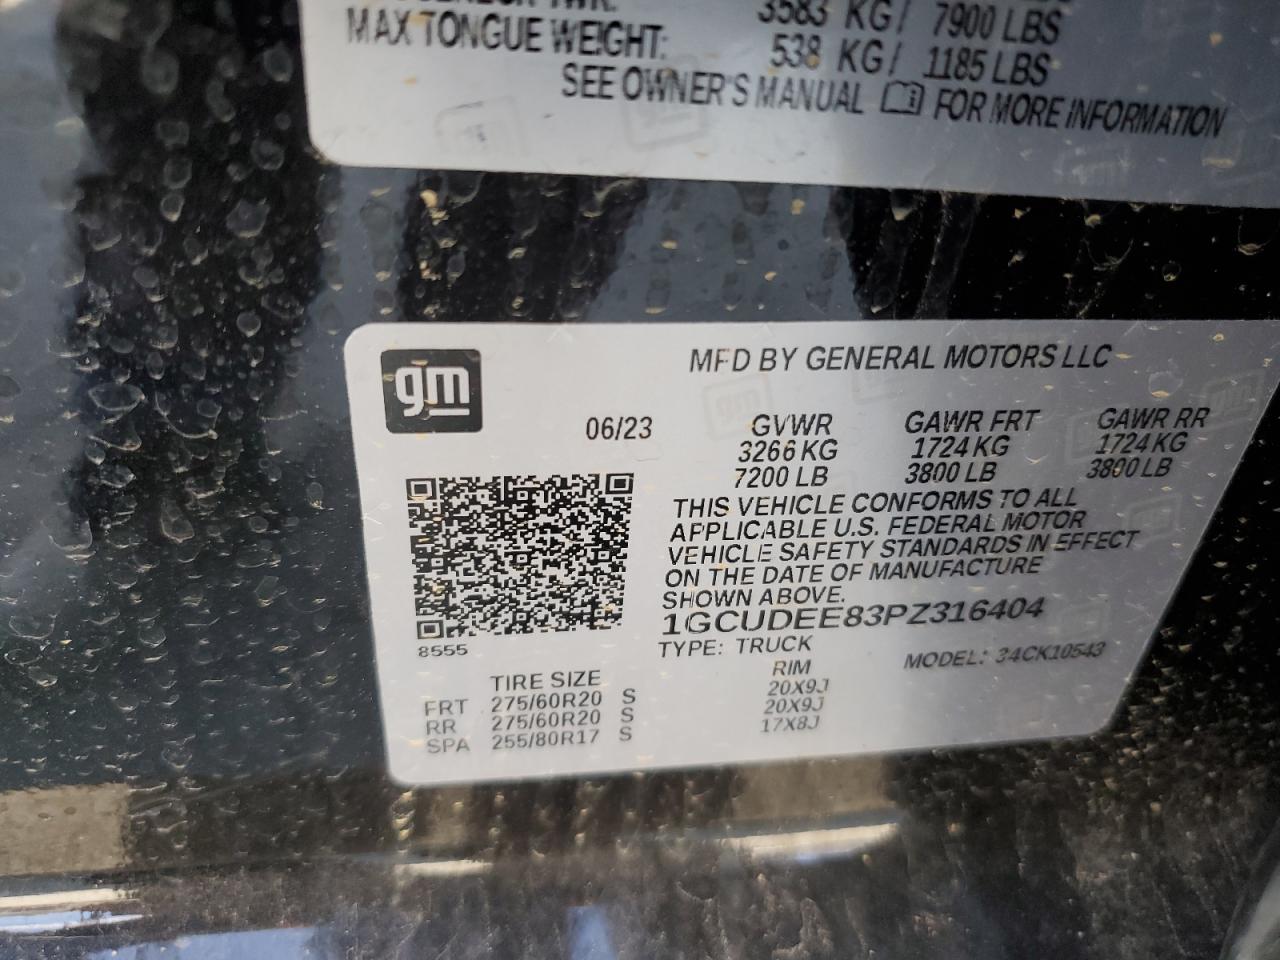 3583 KG/ 7900 LBS
MAX TONGUE WEIGHT: 538 KG/ 1185 LBS
SEE OWNER'S MANUAL FOR MORE INFORMATION
gm
MFD BY GENERAL MOTORS LLC
06/23
GVWR GAWR FRT GAWR RR
3266 KG 1724 KG 1724 KG
7200 LB 3800 LB 3800 LB
THIS VEHICLE CONFORMS TO ALL
APPLICABLE U.S. FEDERAL MOTOR
VEHICLE SAFETY STANDARDS IN EFFECT
ON THE DATE OF MANUFACTURE
SHOWN ABOVE.
1GCUDEE83PZ316404
8555
TYPE: TRUCK MODEL: 34CK10543
TIRE SIZE RIM
FRT 275/60R20 S 20X9J
RR 275/60R20 S 20X9J
SPA 255/80R17 S 17X8J